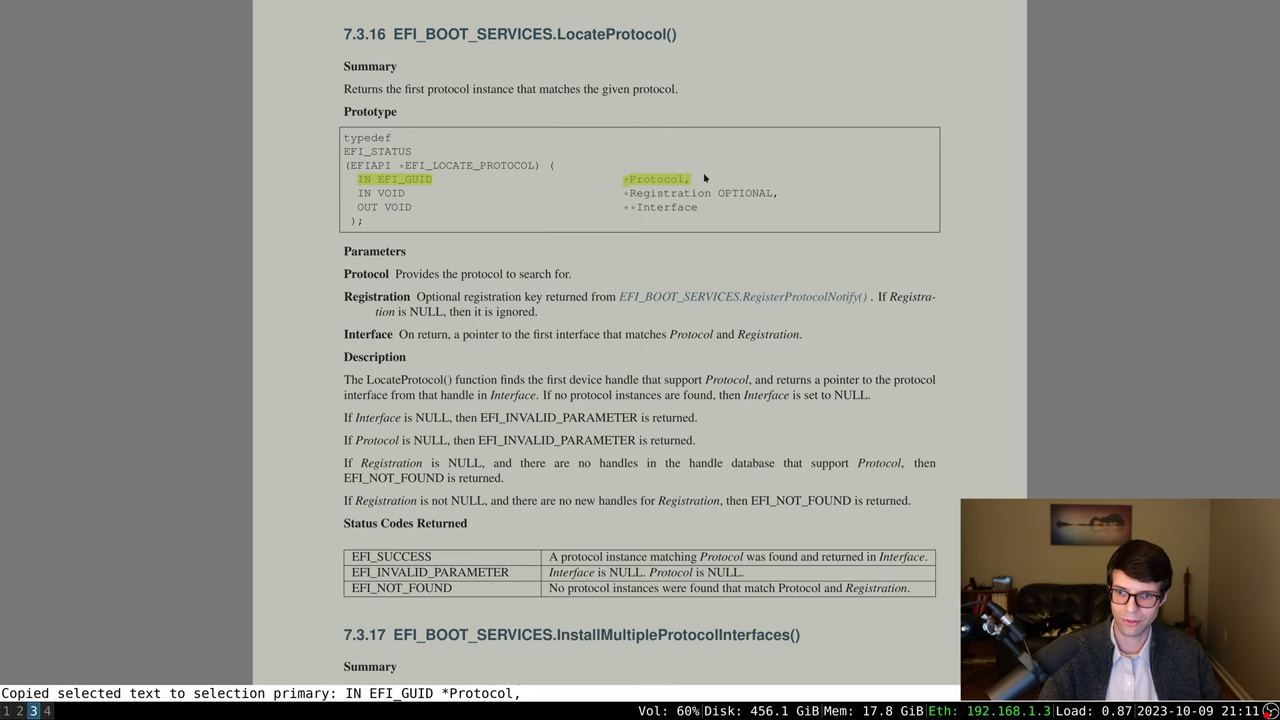 7.3.16 EFI_BOOT_SERVICES.LocateProtocol()
Summary
Returns the first protocol instance that matches the given protocol.
Prototype
typedef
EFI_STATUS
(EFIAPI *EFI_LOCATE_PROTOCOL) (
IN EFI_GUID *Protocol,
IN VOID *Registration OPTIONAL,
OUT VOID **Interface
);
Parameters
Protocol Provides the protocol to search for.
Registration Optional registration key returned from EFI_BOOT_SERVICES.RegisterProtocolNotify() . If Registra-
tion is NULL, then it is ignored.
Interface On return, a pointer to the first interface that matches Protocol and Registration.
Description
The LocateProtocol() function finds the first device handle that support Protocol, and returns a pointer to the protocol
interface from that handle in Interface. If no protocol instances are found, then Interface is set to NULL.
If Interface is NULL, then EFI_INVALID_PARAMETER is returned.
If Protocol is NULL, then EFI_INVALID_PARAMETER is returned.
If Registration is NULL, and there are no handles in the handle database that support Protocol, then
EFI_NOT_FOUND is returned.
If Registration is not NULL, and there are no new handles for Registration, then EFI_NOT_FOUND is returned.
Status Codes Returned
EFI_SUCCESS A protocol instance matching Protocol was found and returned in Interface.
EFI_INVALID_PARAMETER Interface is NULL. Protocol is NULL.
EFI_NOT_FOUND No protocol instances were found that match Protocol and Registration.
7.3.17 EFI_BOOT_SERVICES.InstallMultipleProtocolInterfaces()
Summary
Copied selected text to selection primary: IN EFI_GUID *Protocol,
1 2 3 4 Vol: 60% Disk: 456.1 GiB Mem: 17.8 GiB Eth: 192.168.1.3 Load: 0.87 2023-10-09 21:11